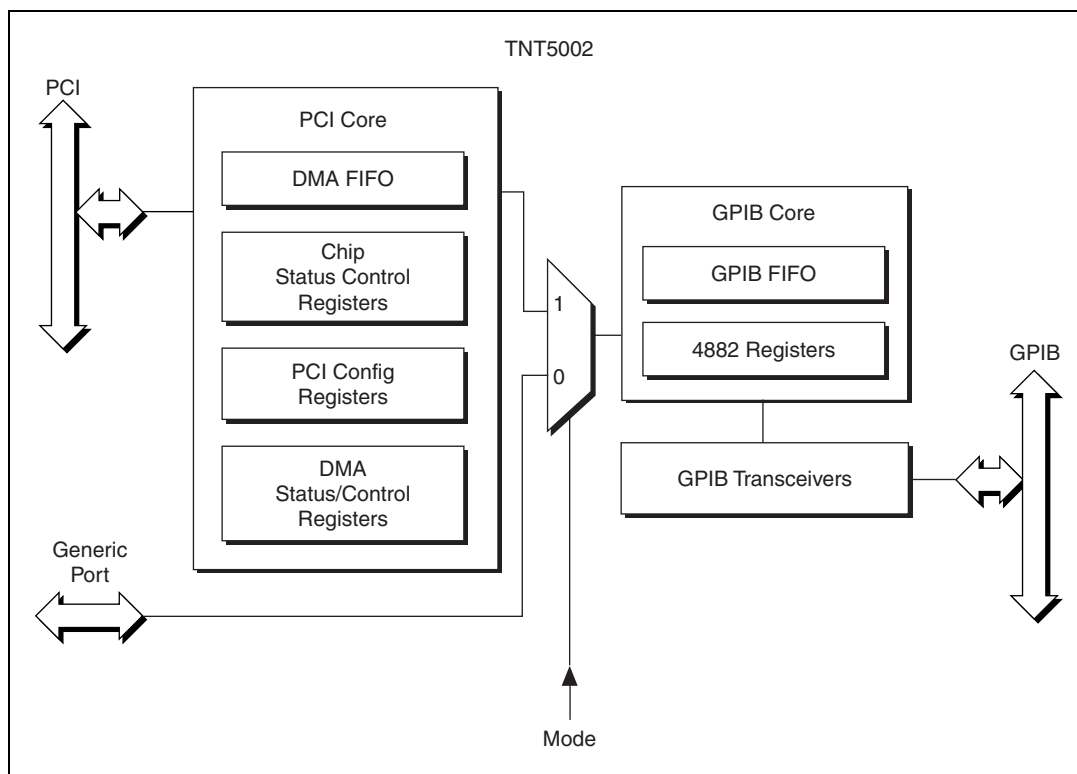 TNT5002
PCI
PCI Core
DMA FIFO
Chip
Status Control
Registers
PCI Config
Registers
DMA
Status/Control
Registers
Generic
Port
1
0
Mode
GPIB Core
GPIB FIFO
4882 Registers
GPIB Transceivers
GPIB